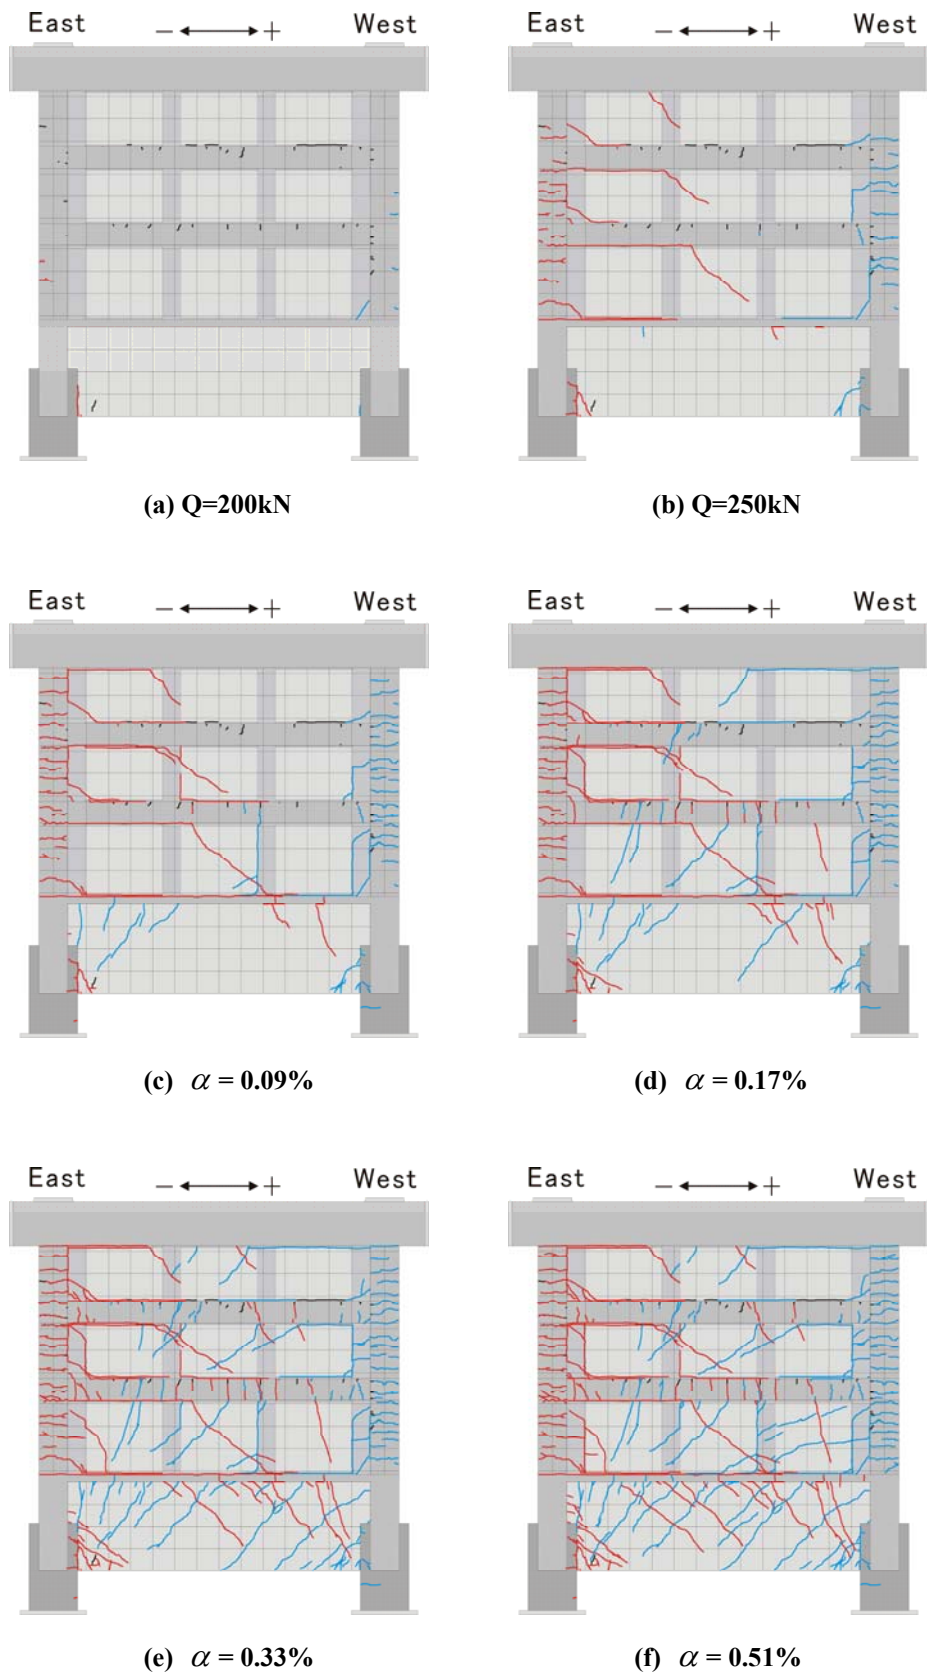 East − + West
East − + West
(a) Q=200kN
(b) Q=250kN
East − + West
East − + West
(c) α = 0.09%
(d) α = 0.17%
East − + West
East − + West
(e) α = 0.33%
(f) α = 0.51%